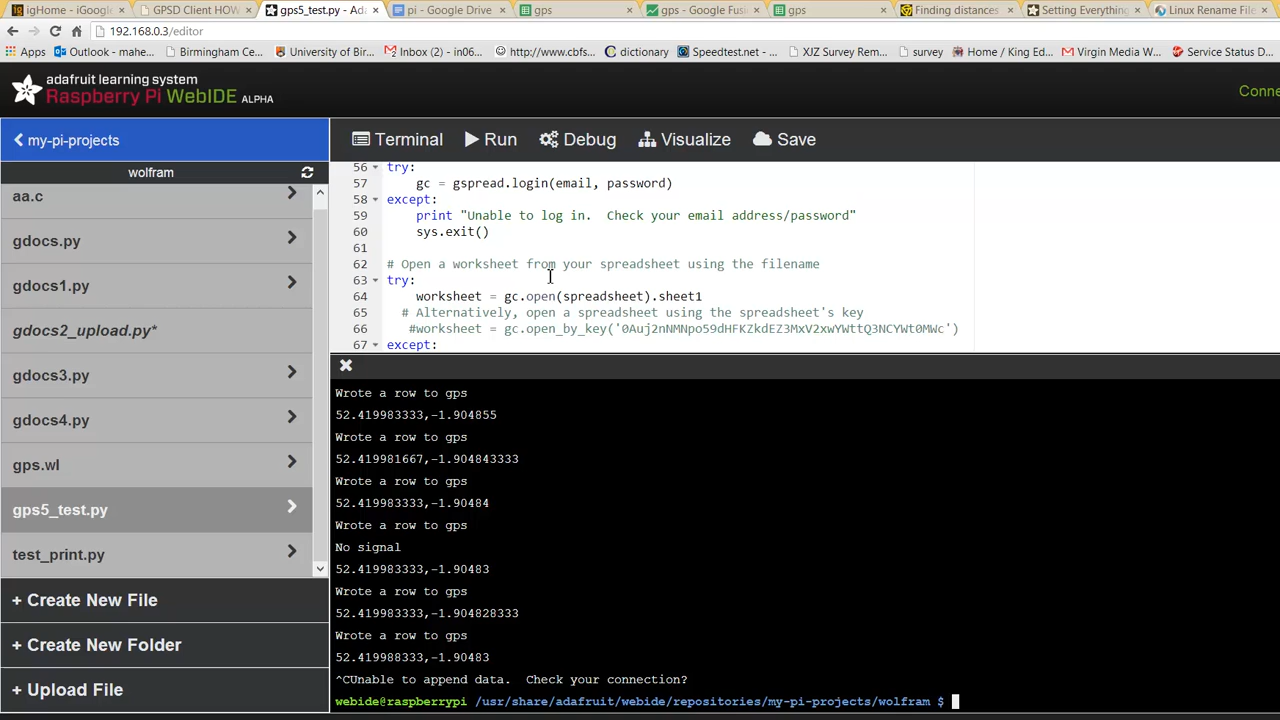 igHome - iGoogle
GPSD Client HOW
gps5_test.py - Ad
pi - Google Drive
gps
gps - Google Fus
gps
Finding distances
Setting Everythin
Linux Rename File
192.168.0.3/editor
Apps
Outlook - mahe...
Birmingham Ce...
University of Bir...
Inbox (2) - in06...
http://www.cbfs...
dictionary
Speedtest.net -...
XJZ Survey Rem...
survey
Home / King Ed...
Virgin Media W...
Service Status D
adafruit learning system
Raspberry Pi WebIDE ALPHA
Conne
my-pi-projects
Terminal
Run
Debug
Visualize
Save
wolfram
aa.c
gdocs.py
gdocs1.py
gdocs2_upload.py*
gdocs3.py
gdocs4.py
gps.wl
gps5_test.py
test_print.py
+ Create New File
+ Create New Folder
+ Upload File
56 try:
57 gc = gspread.login(email, password)
58 except:
59 print "Unable to log in. Check your email address/password"
60 sys.exit()
61
62 # Open a worksheet from your spreadsheet using the filename
63 try:
64 worksheet = gc.open(spreadsheet).sheet1
65 # Alternatively, open a spreadsheet using the spreadsheet's key
66 #worksheet = gc.open_by_key('0Auj2nNMNpo59dHFKZkdEZ3MxV2xwYWttQ3NCYWt0MWc')
67 except:
Wrote a row to gps
52.419983333,-1.904855
Wrote a row to gps
52.419981667,-1.904843333
Wrote a row to gps
52.419983333,-1.90484
Wrote a row to gps
No signal
52.419983333,-1.90483
Wrote a row to gps
52.419983333,-1.904828333
Wrote a row to gps
52.419988333,-1.90483
^CUnable to append data. Check your connection?
webide@raspberrypi /usr/share/adafruit/webide/repositories/my-pi-projects/wolfram $